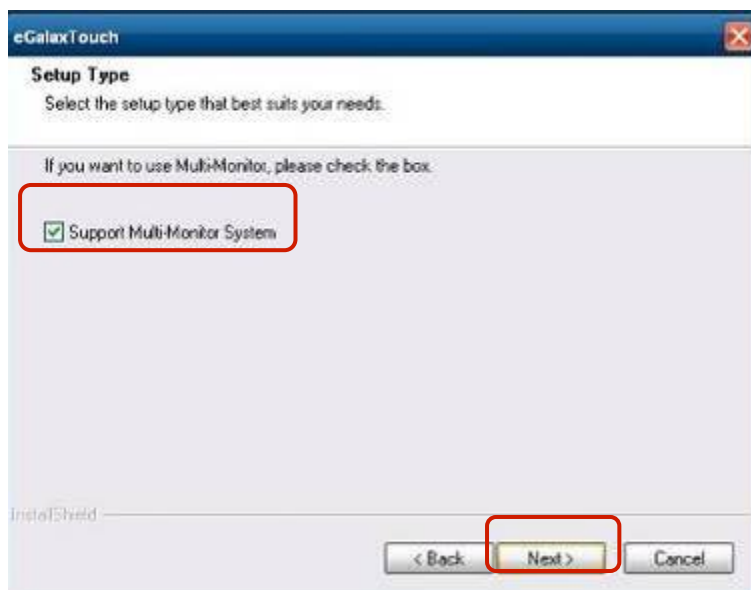 eGalaxTouch
Setup Type
Select the setup type that best suits your needs.
If you want to use Multi-Monitor, please check the box.
Support Multi-Monitor System
InstallShield
< Back
Next >
Cancel